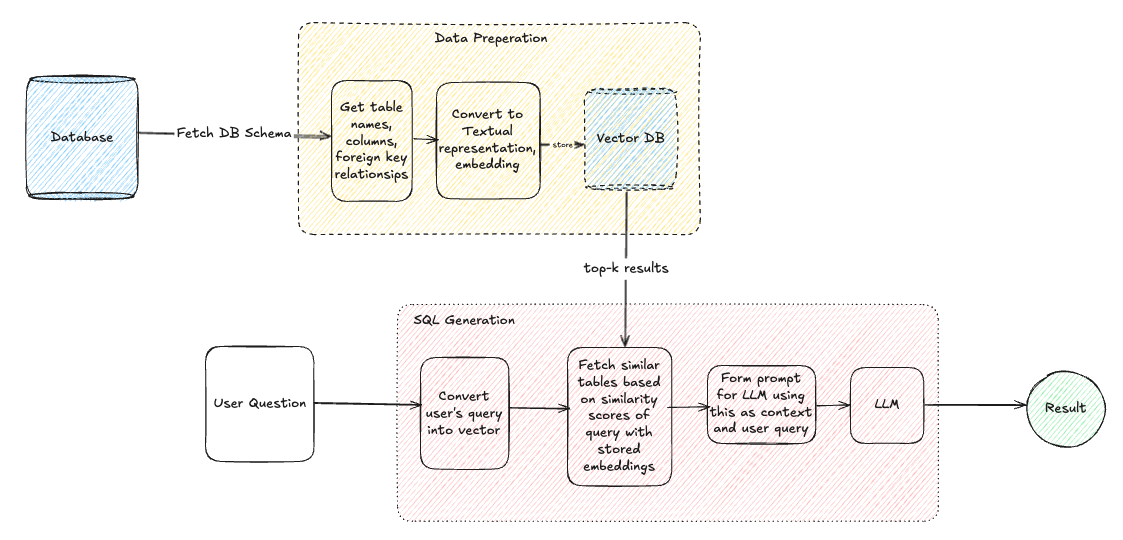 Data Preperation
Database
Fetch DB Schema
Get table
names,
columns,
foreign key
relationsips
Convert to
Textual
representation,
embedding
store
Vector DB
top-k results
SQL Generation
User Question
Convert
user's query
into vector
Fetch similar
tables based
on similarity
scores of
query with
stored
embeddings
Form prompt
for LLM using
this as context
and user query
LLM
Result